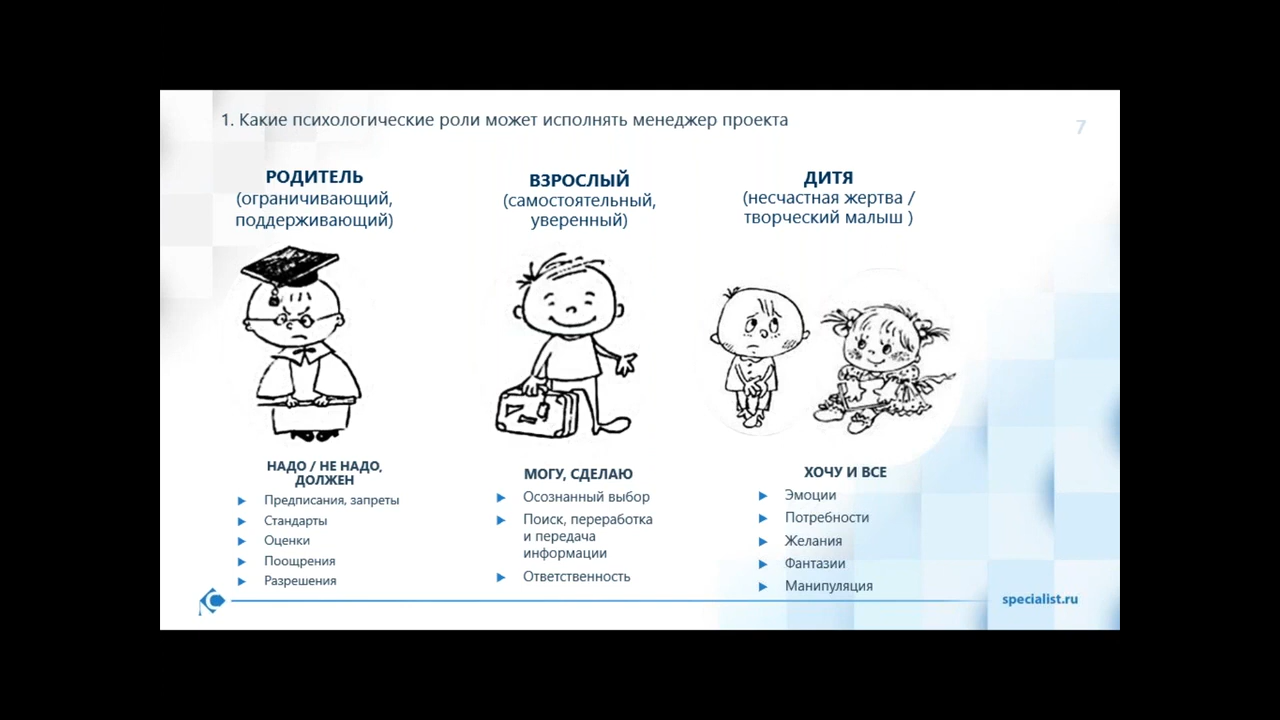 1. Какие психологические роли может исполнять менеджер проекта
7
РОДИТЕЛЬ
(ограничивающий,
поддерживающий)
НАДО / НЕ НАДО,
ДОЛЖЕН
Предписания, запреты
Стандарты
Оценки
Поощрения
Разрешения
ВЗРОСЛЫЙ
(самостоятельный,
уверенный)
МОГУ, СДЕЛАЮ
Осознанный выбор
Поиск, переработка
и передача
информации
Ответственность
ДИТЯ
(несчастная жертва /
творческий малыш )
ХОЧУ И ВСЕ
Эмоции
Потребности
Желания
Фантазии
Манипуляция
specialist.ru